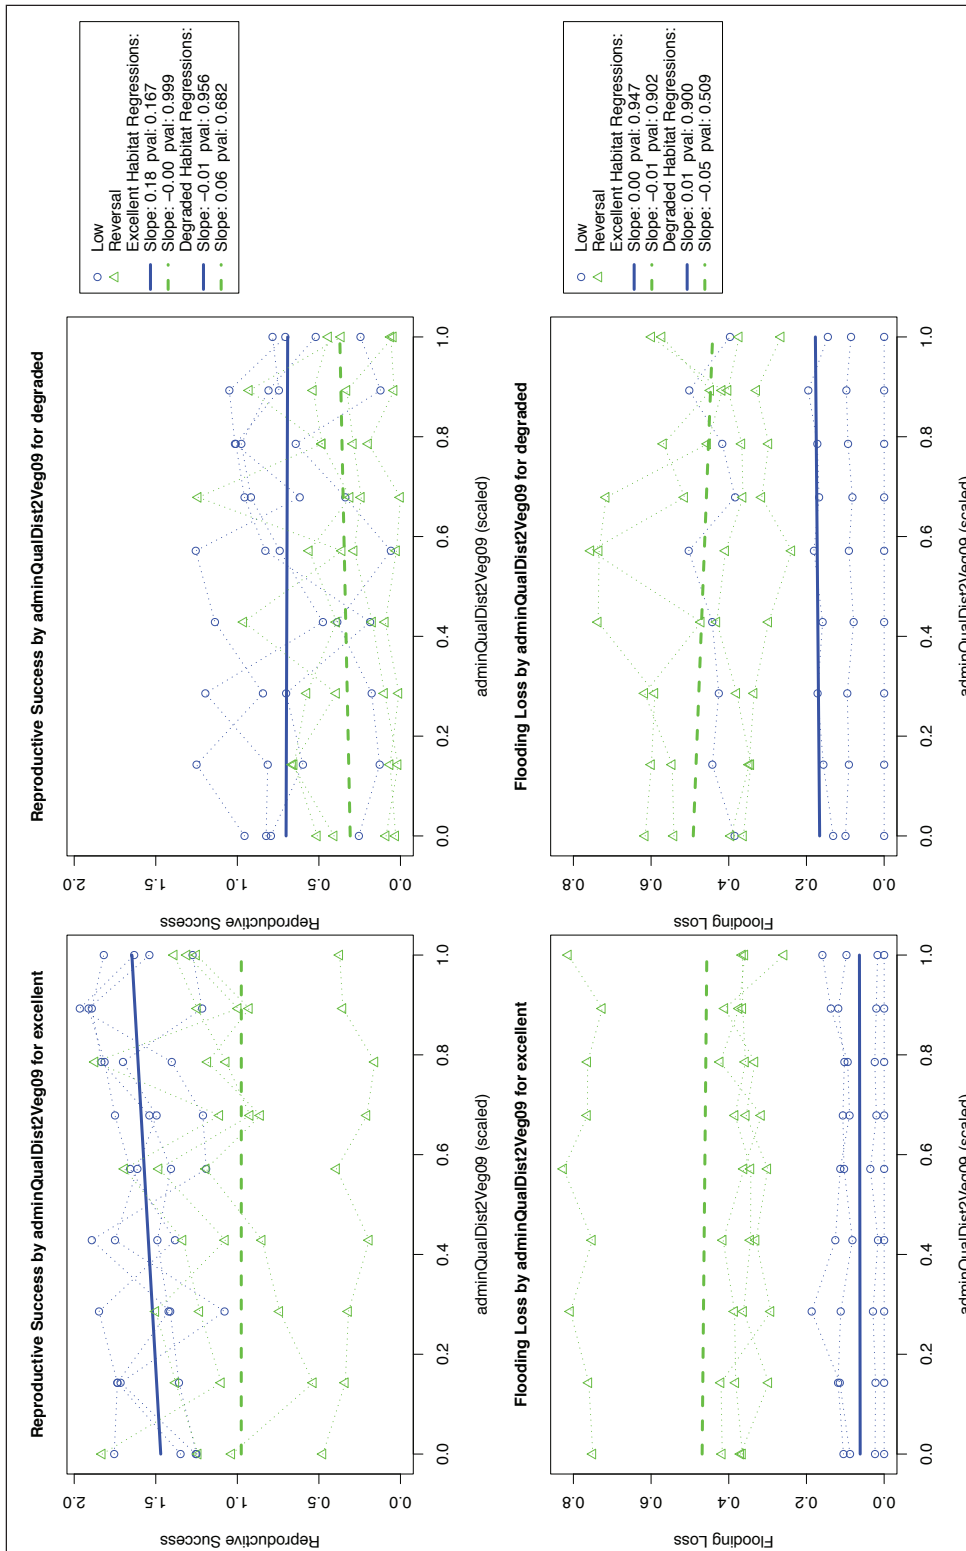 Reproductive Success by adminQualDist2Veg09 for excellent
Reproductive Success
0.0 0.5 1.0 1.5 2.0
0.0 0.2 0.4 0.6 0.8 1.0
adminQualDist2Veg09 (scaled)
Reproductive Success by adminQualDist2Veg09 for degraded
Reproductive Success
0.0 0.5 1.0 1.5 2.0
0.0 0.2 0.4 0.6 0.8 1.0
adminQualDist2Veg09 (scaled)
Low
Reversal
Excellent Habitat Regressions:
Slope: 0.18 pval: 0.167
Slope: −0.00 pval: 0.999
Degraded Habitat Regressions:
Slope: −0.01 pval: 0.956
Slope: 0.06 pval: 0.682
Flooding Loss by adminQualDist2Veg09 for excellent
Flooding Loss
0.0 0.2 0.4 0.6 0.8
0.0 0.2 0.4 0.6 0.8 1.0
adminQualDist2Veg09 (scaled)
Flooding Loss by adminQualDist2Veg09 for degraded
Flooding Loss
0.0 0.2 0.4 0.6 0.8
0.0 0.2 0.4 0.6 0.8 1.0
adminQualDist2Veg09 (scaled)
Low
Reversal
Excellent Habitat Regressions:
Slope: 0.00 pval: 0.947
Slope: −0.01 pval: 0.902
Degraded Habitat Regressions:
Slope: 0.01 pval: 0.900
Slope: −0.05 pval: 0.509